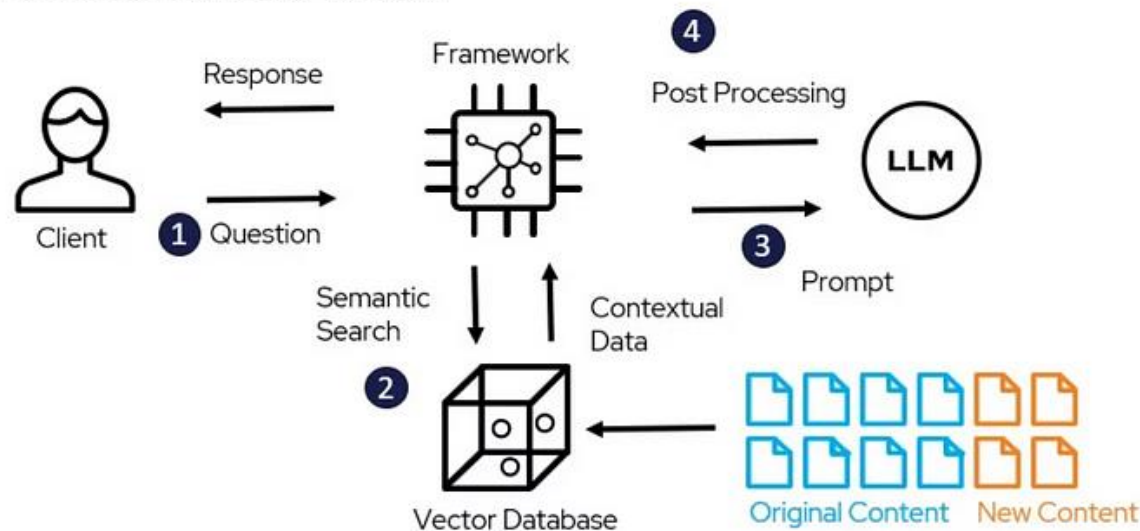 Framework
4
Response
Post Processing
LLM
Client
1 Question
3
Prompt
Semantic
Search
Contextual
Data
2
Vector Database
Original Content New Content